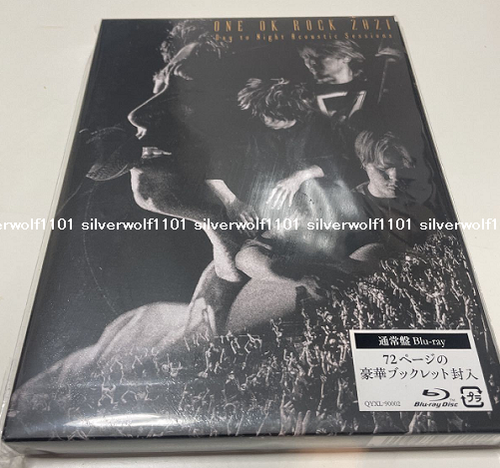 ONE OK ROCK 2021
Day to Night Acoustic Sessions
silverwolf1101 silverwolf1101 silverwolf1101 silverwolf1101
通常盤 Blu-ray
72ページの
豪華ブックレット封入
QYXL-90002
Blu-ray Disc
プラ